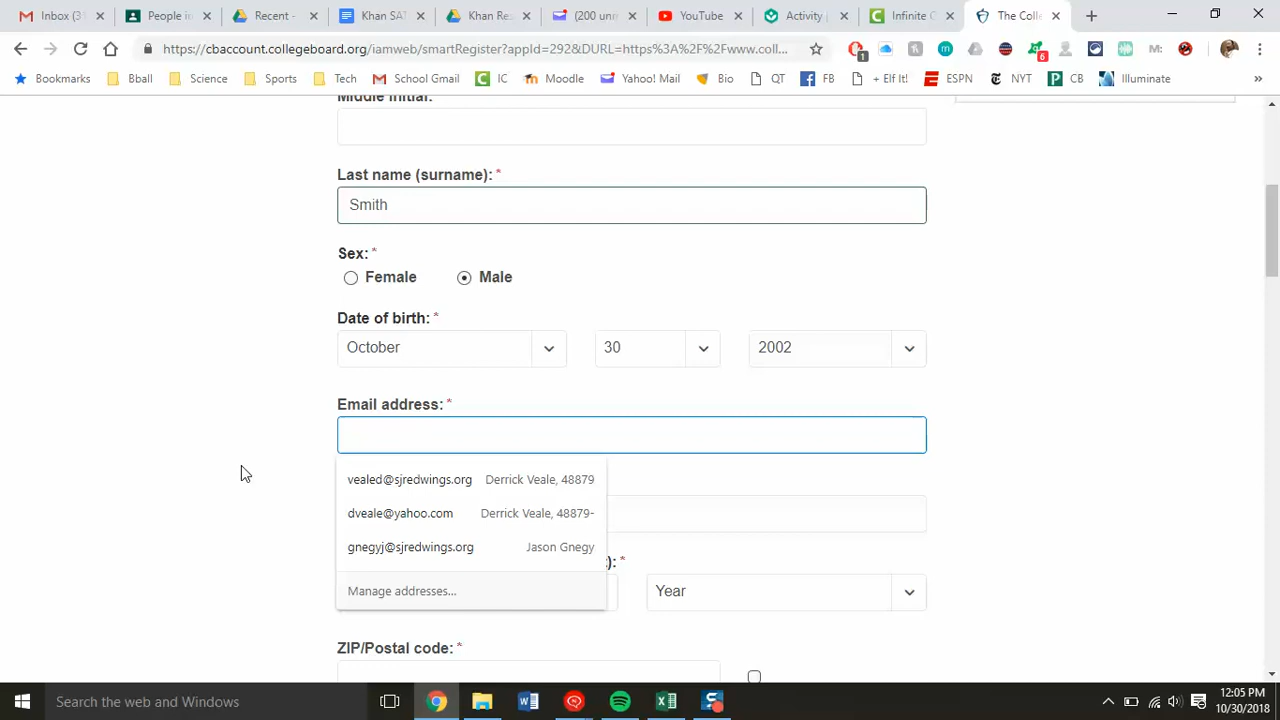 Inbox (3
People in
Recent -
Khan SA
Khan Re
(200 unr
YouTube
Activity
Infinite C
The Coll
https://cbaccount.collegeboard.org/iamweb/smartRegister?appId=292&DURL=https%3A%2F%2Fwww.coll...
1
6
M:
Bookmarks
Bball
Science
Sports
Tech
School Gmail
IC
Moodle
Yahoo! Mail
Bio
QT
FB
+ Elf It!
ESPN
NYT
CB
Illuminate
»
Middle initial:
Last name (surname): *
Smith
Sex: *
Female
Male
Date of birth: *
October
30
2002
Email address: *
vealed@sjredwings.org Derrick Veale, 48879
dveale@yahoo.com Derrick Veale, 48879-
gnegyj@sjredwings.org Jason Gnegy
): *
Manage addresses...
Year
ZIP/Postal code: *
Search the web and Windows
12:05 PM
10/30/2018